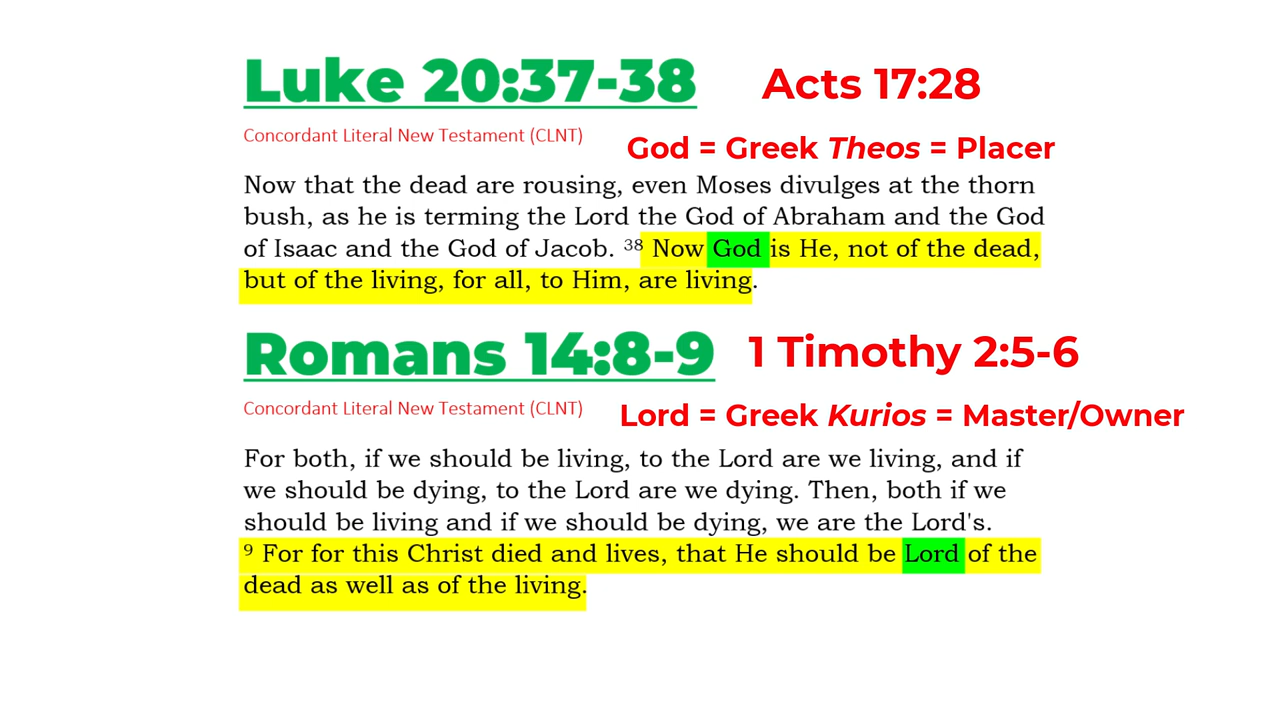 Luke 20:37-38 Acts 17:28
Concordant Literal New Testament (CLNT)
God = Greek Theos = Placer
Now that the dead are rousing, even Moses divulges at the thorn
bush, as he is terming the Lord the God of Abraham and the God
of Isaac and the God of Jacob. ³⁸ Now God is He, not of the dead,
but of the living, for all, to Him, are living.
Romans 14:8-9 1 Timothy 2:5-6
Concordant Literal New Testament (CLNT)
Lord = Greek Kurios = Master/Owner
For both, if we should be living, to the Lord are we living, and if
we should be dying, to the Lord are we dying. Then, both if we
should be living and if we should be dying, we are the Lord's.
⁹ For for this Christ died and lives, that He should be Lord of the
dead as well as of the living.